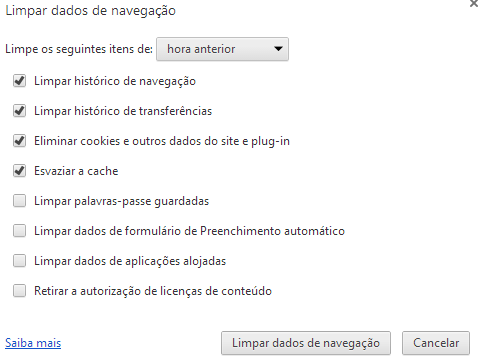 Limpar dados de navegação
Limpe os seguintes itens de: hora anterior
Limpar histórico de navegação
Limpar histórico de transferências
Eliminar cookies e outros dados do site e plug-in
Esvaziar a cache
Limpar palavras-passe guardadas
Limpar dados de formulário de Preenchimento automático
Limpar dados de aplicações alojadas
Retirar a autorização de licenças de conteúdo
Saiba mais Limpar dados de navegação Cancelar